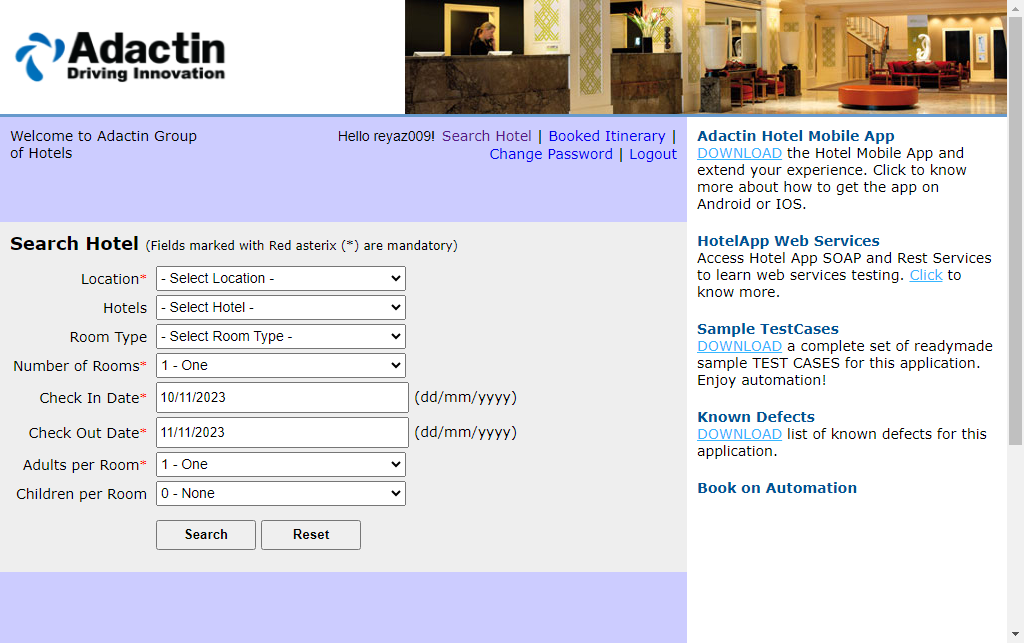 Adactin
Driving Innovation
Welcome to Adactin Group
of Hotels
Hello reyaz009! Search Hotel | Booked Itinerary |
Change Password | Logout
Search Hotel (Fields marked with Red asterix (*) are mandatory)
Location* - Select Location -
Hotels - Select Hotel -
Room Type - Select Room Type -
Number of Rooms* 1 - One
Check In Date* 10/11/2023 (dd/mm/yyyy)
Check Out Date* 11/11/2023 (dd/mm/yyyy)
Adults per Room* 1 - One
Children per Room 0 - None
Search Reset
Adactin Hotel Mobile App
DOWNLOAD the Hotel Mobile App and
extend your experience. Click to know
more about how to get the app on
Android or IOS.
HotelApp Web Services
Access Hotel App SOAP and Rest Services
to learn web services testing. Click to
know more.
Sample TestCases
DOWNLOAD a complete set of readymade
sample TEST CASES for this application.
Enjoy automation!
Known Defects
DOWNLOAD list of known defects for this
application.
Book on Automation